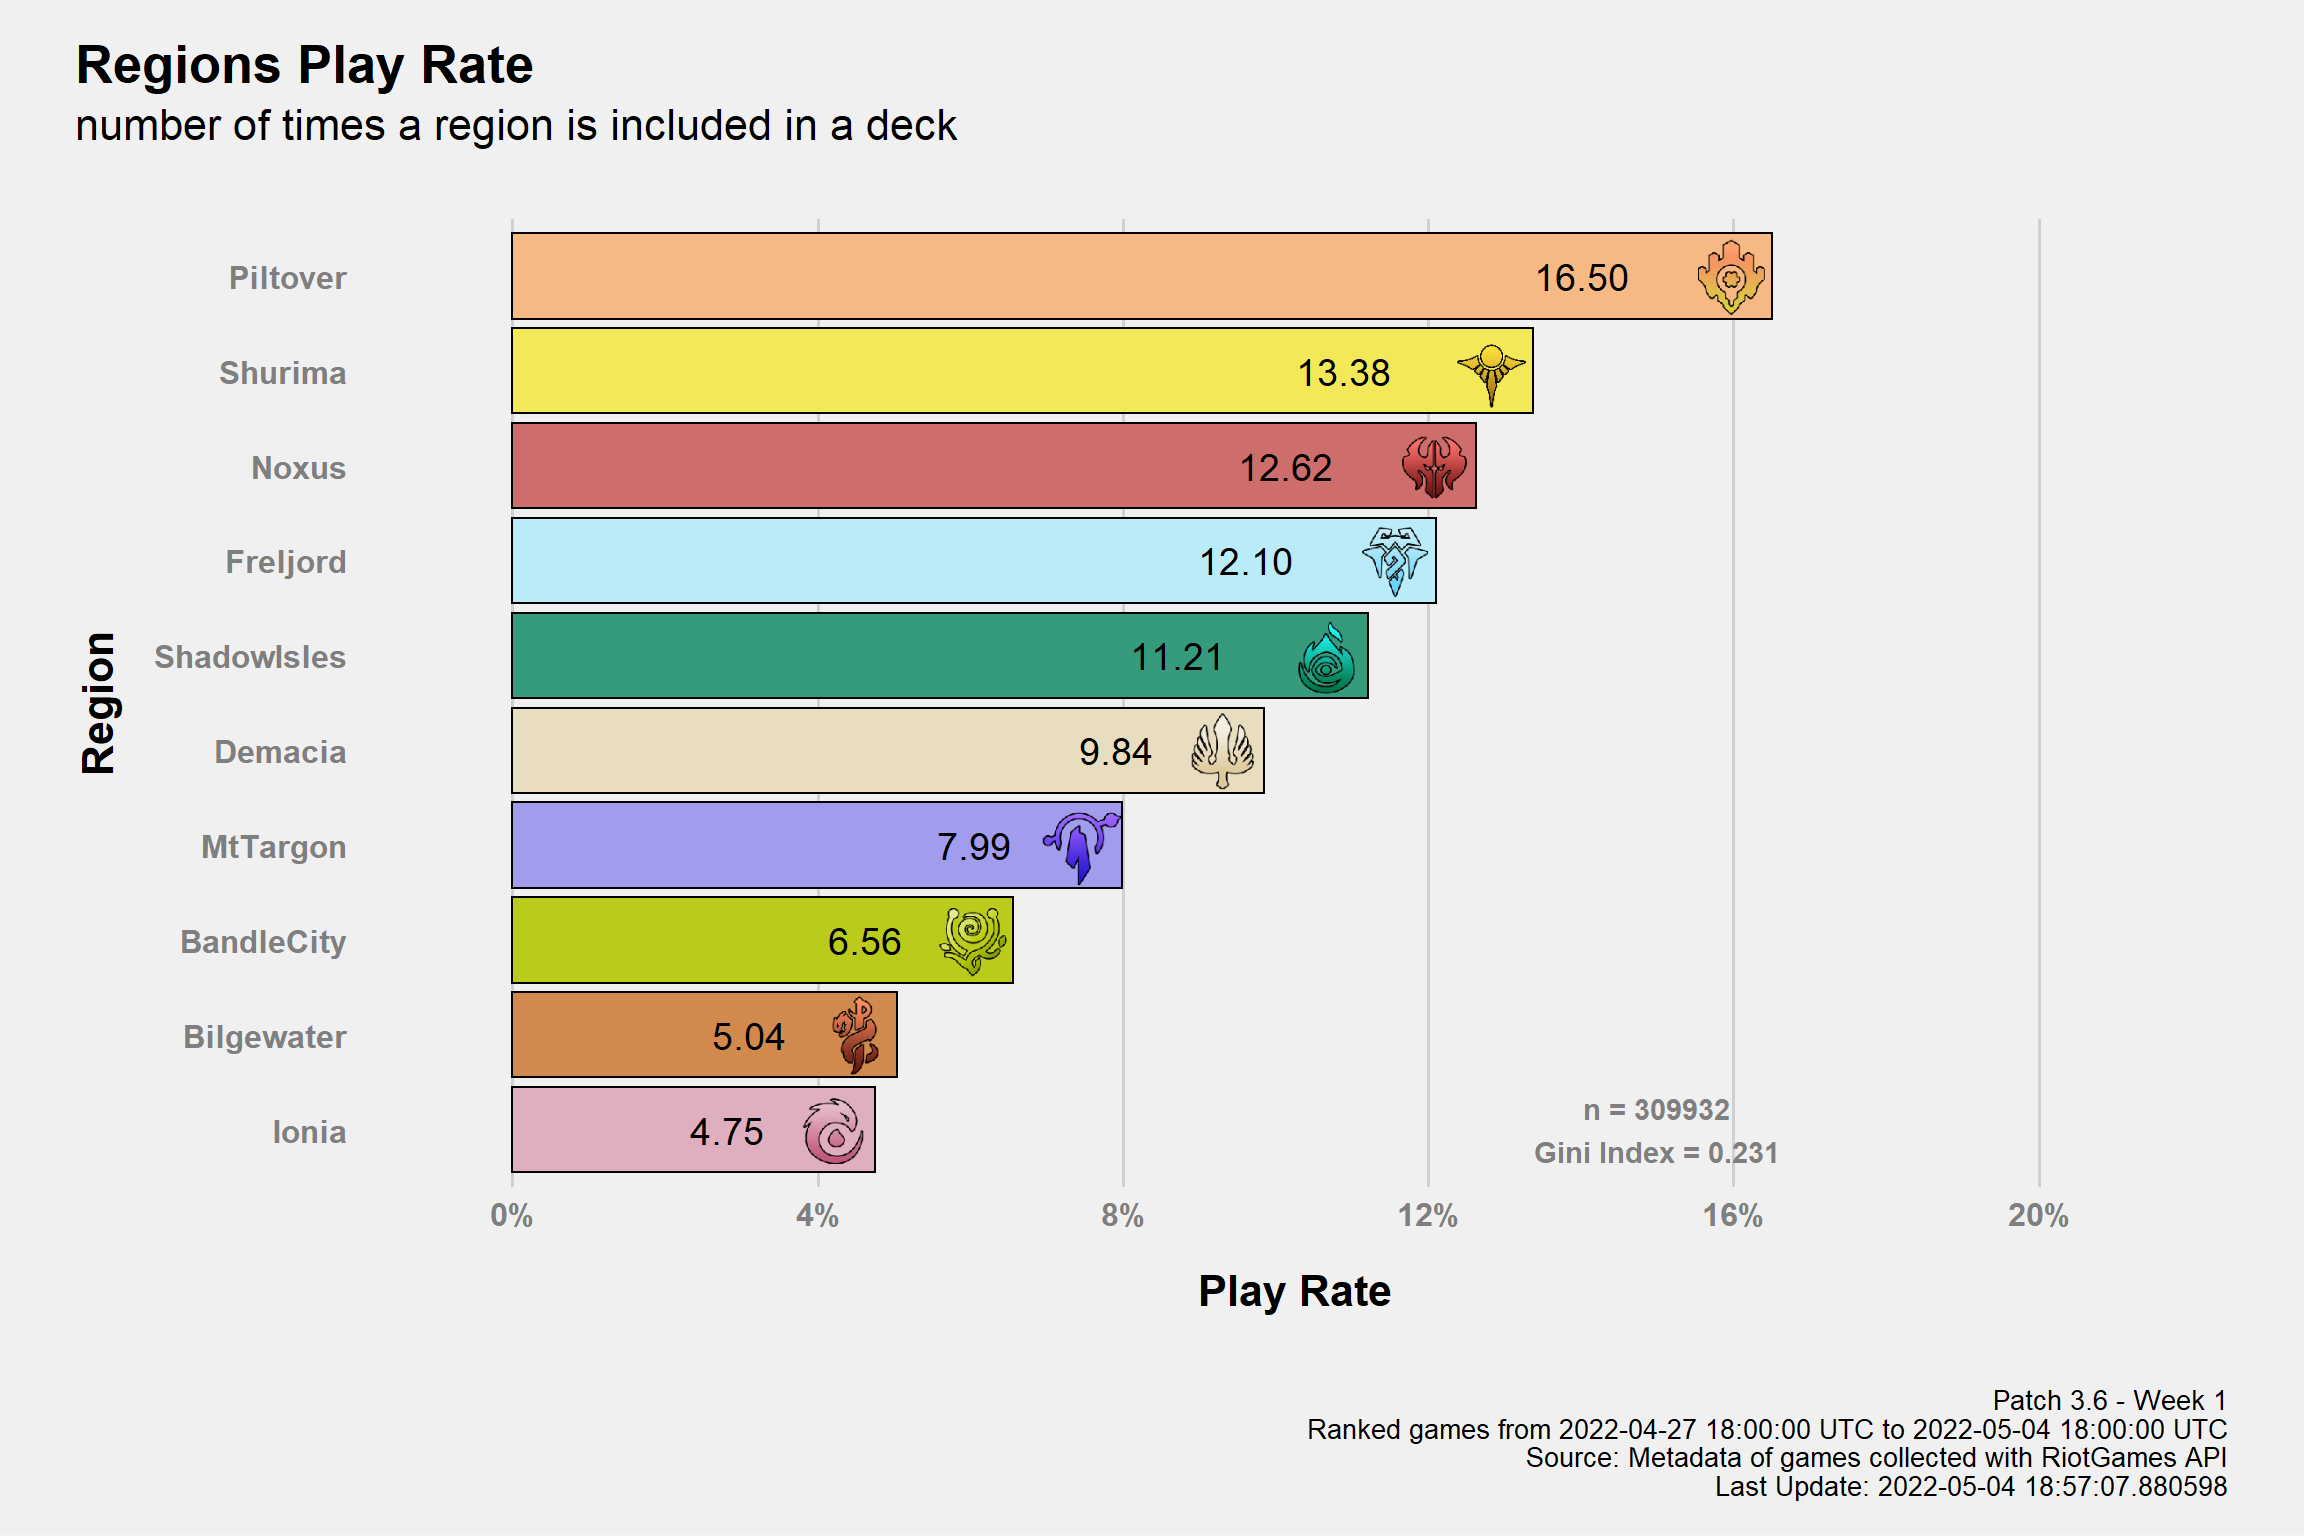 Regions Play Rate
number of times a region is included in a deck
Region
Piltover 16.50
Shurima 13.38
Noxus 12.62
Freljord 12.10
ShadowIsles 11.21
Demacia 9.84
MtTargon 7.99
BandleCity 6.56
Bilgewater 5.04
Ionia 4.75
n = 309932
Gini Index = 0.231
0% 4% 8% 12% 16% 20%
Play Rate
Patch 3.6 - Week 1
Ranked games from 2022-04-27 18:00:00 UTC to 2022-05-04 18:00:00 UTC
Source: Metadata of games collected with RiotGames API
Last Update: 2022-05-04 18:57:07.880598